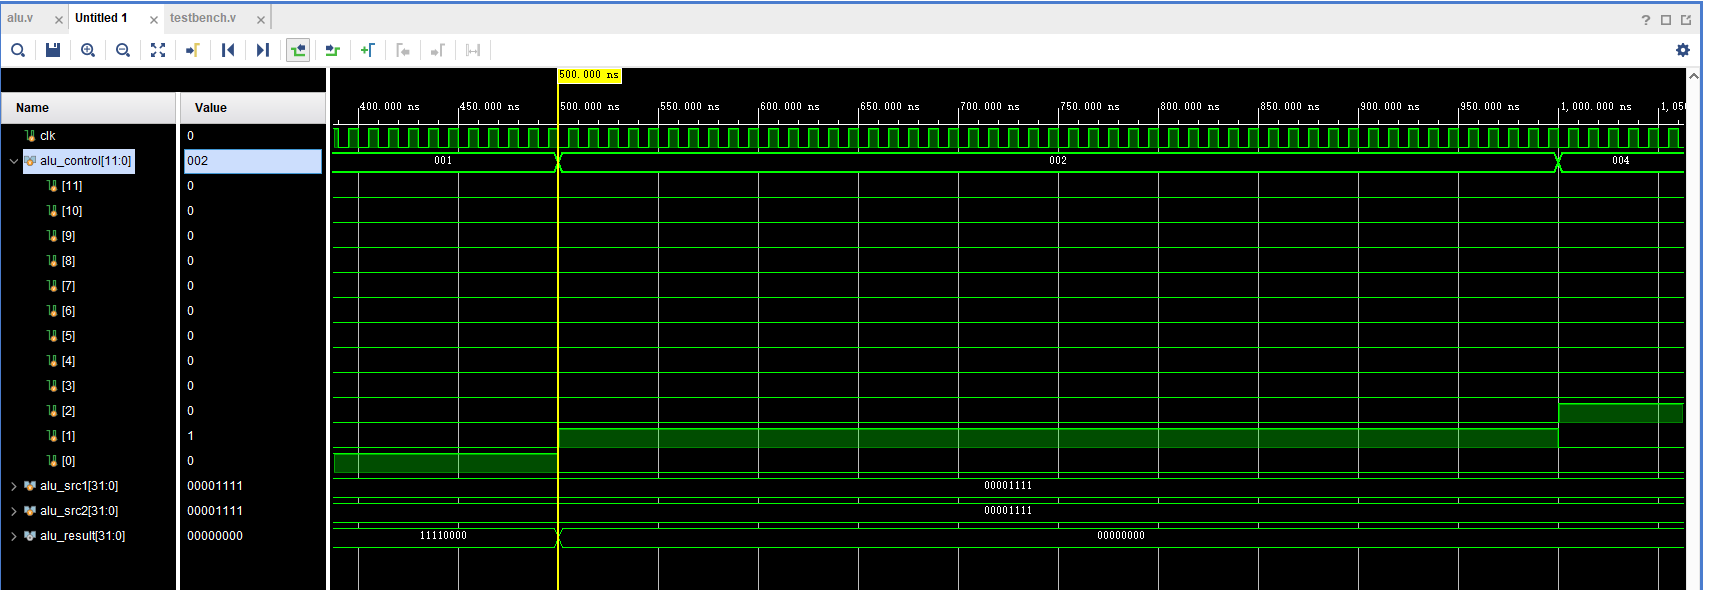 alu.v × Untitled 1 × testbench.v ×
?
500.000 ns
Name Value
400.000 ns 450.000 ns 500.000 ns 550.000 ns 600.000 ns 650.000 ns 700.000 ns 750.000 ns 800.000 ns 850.000 ns 900.000 ns 950.000 ns 1,000.000 ns 1,050
clk 0
alu_control[11:0] 002 001 002 004
[11] 0
[10] 0
[9] 0
[8] 0
[7] 0
[6] 0
[5] 0
[4] 0
[3] 0
[2] 0
[1] 1
[0] 0
alu_src1[31:0] 00001111 00001111
alu_src2[31:0] 00001111 00001111
alu_result[31:0] 00000000 11110000 00000000